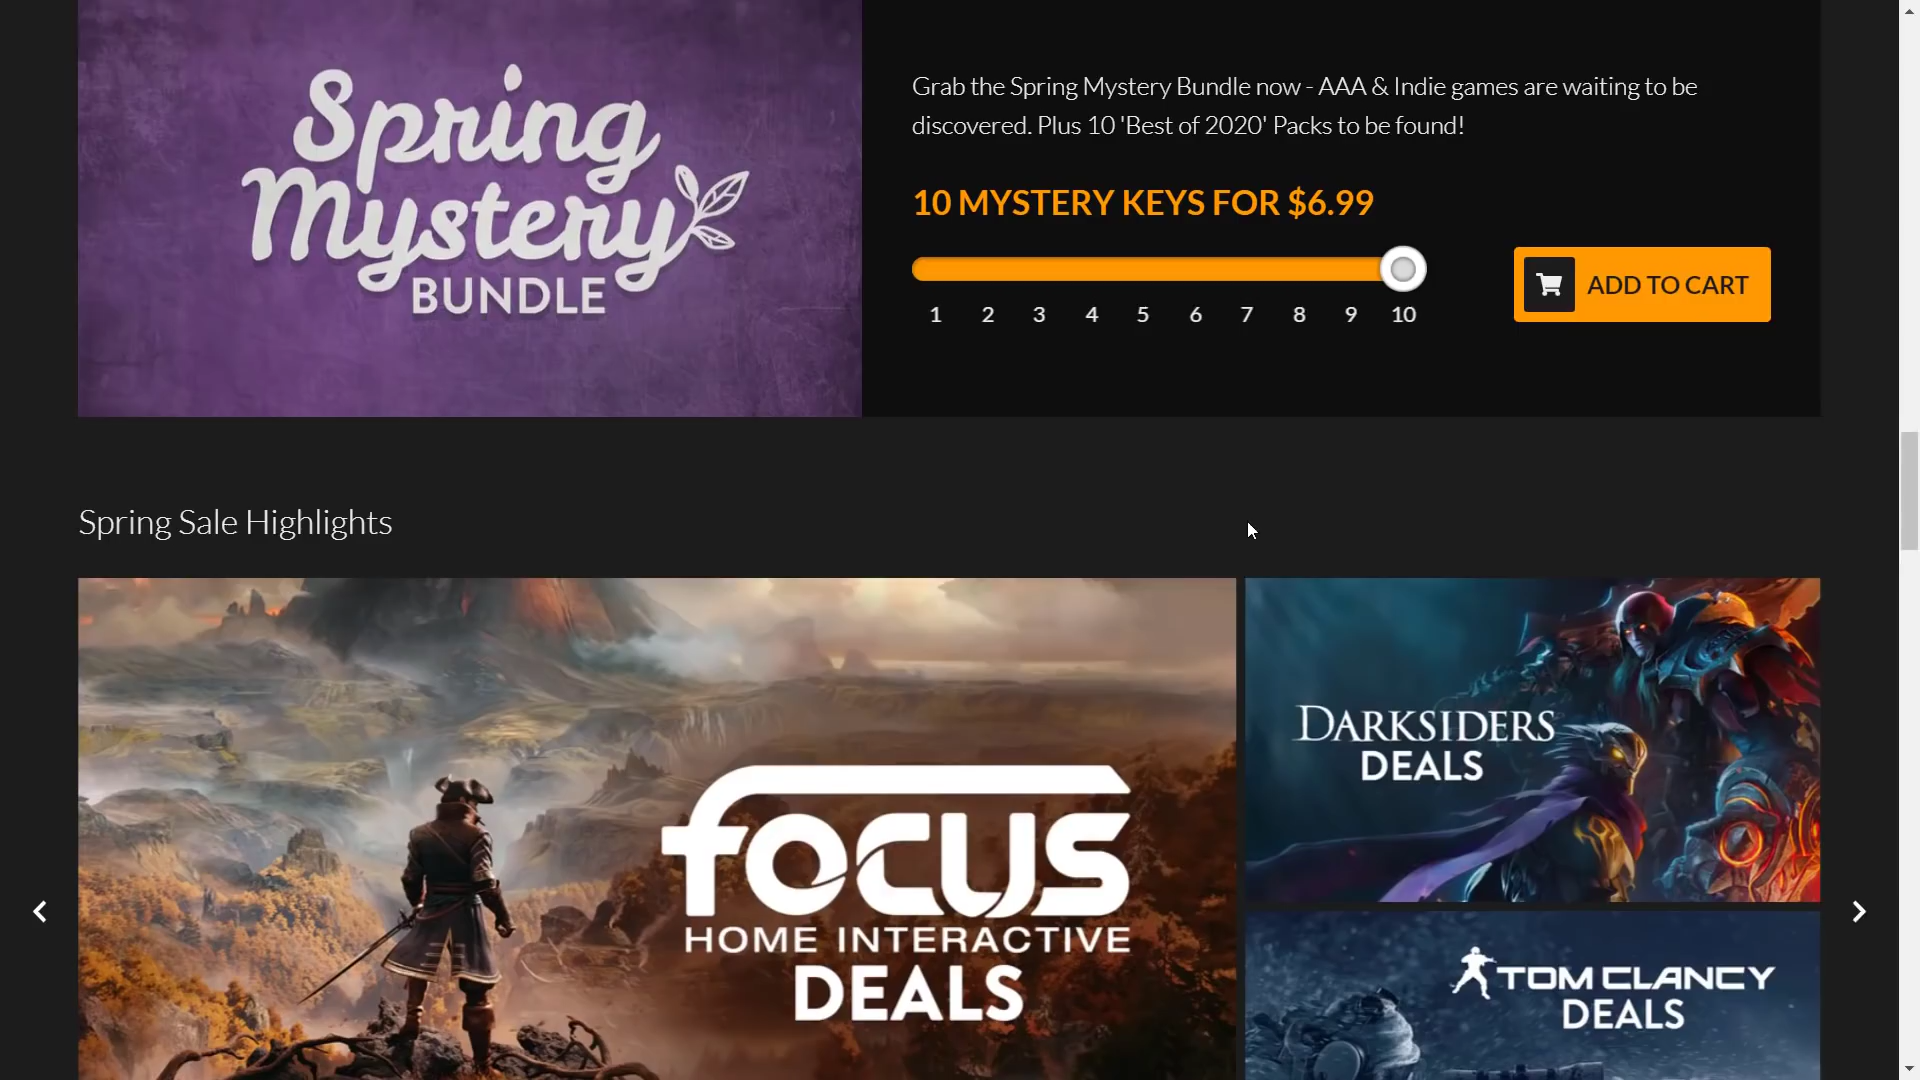 Spring
Mystery
BUNDLE
Grab the Spring Mystery Bundle now - AAA & Indie games are waiting to be
discovered. Plus 10 'Best of 2020' Packs to be found!
10 MYSTERY KEYS FOR $6.99
1 2 3 4 5 6 7 8 9 10
ADD TO CART
Spring Sale Highlights
focus
HOME INTERACTIVE
DEALS
DARKSIDERS
DEALS
TOM CLANCY
DEALS